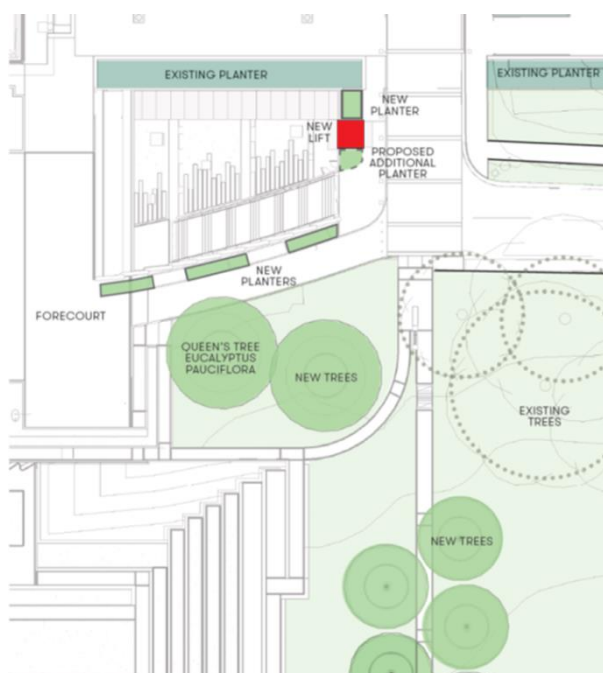 EXISTING PLANTER
EXISTING PLANTER
NEW
PLANTER
NEW
LIFT
PROPOSED
ADDITIONAL
PLANTER
NEW
PLANTERS
FORECOURT
QUEEN'S TREE
EUCALYPTUS
PAUCIFLORA
NEW TREES
EXISTING
TREES
NEW TREES